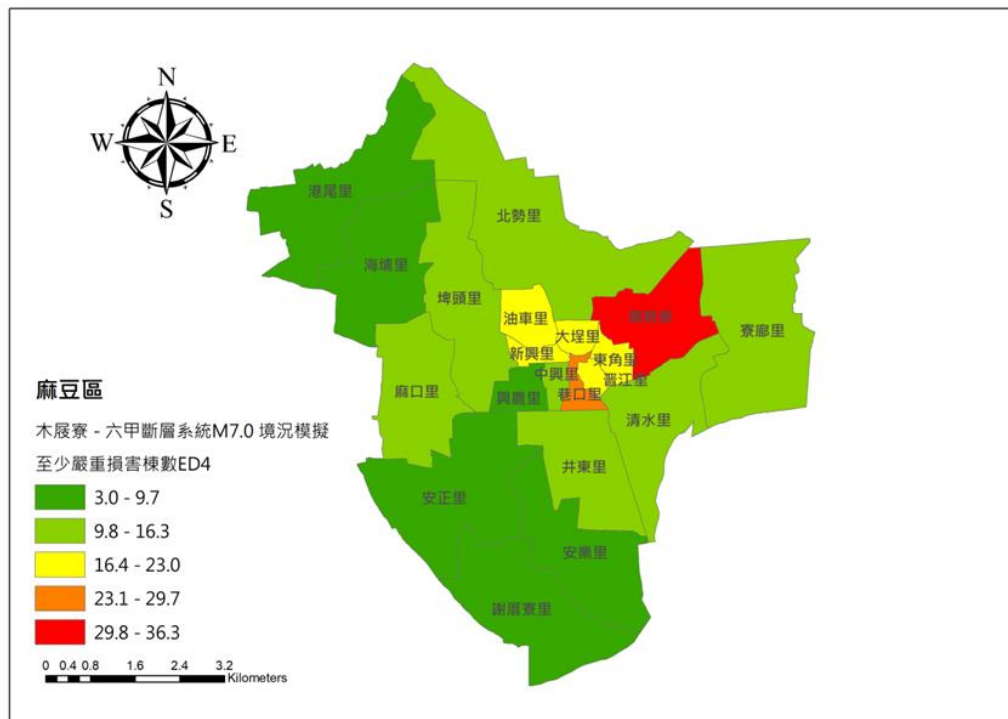 N
W
E
S
港尾里
北勢里
海埔里
埤頭里
寮廍里
油車里
大埕里
新興里
東角里
中興里
晋江里
麻口里
興農里
巷口里
清水里
井東里
安正里
安業里
謝厝寮里
麻豆區
木屐寮 - 六甲斷層系統M7.0 境況模擬
至少嚴重損害棟數ED4
3.0 - 9.7
9.8 - 16.3
16.4 - 23.0
23.1 - 29.7
29.8 - 36.3
0 0.4 0.8 1.6 2.4 3.2
Kilometers